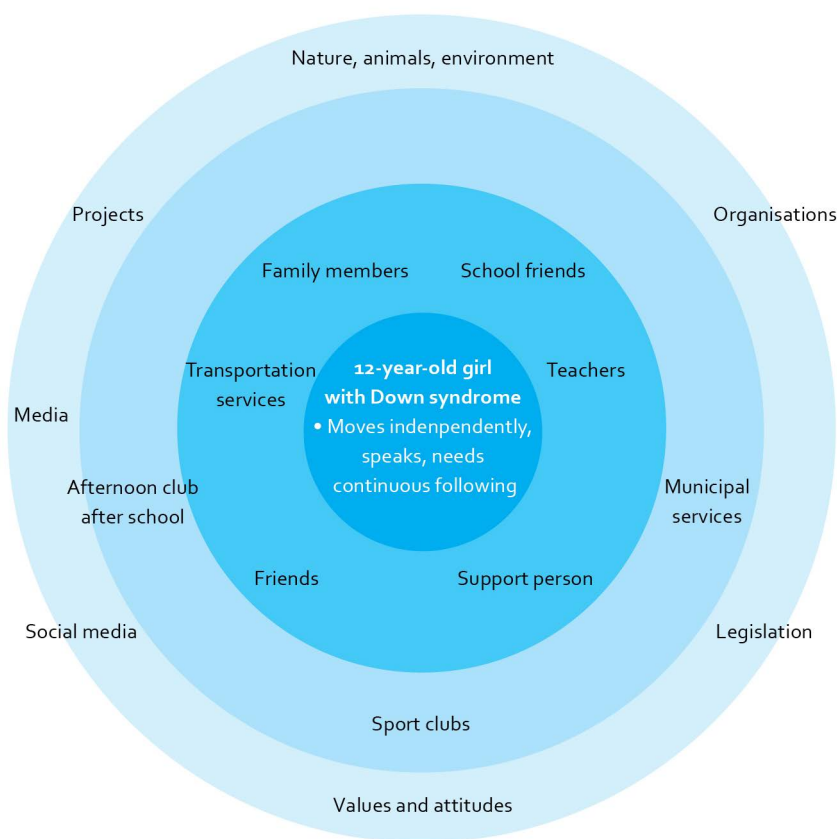 Nature, animals, environment
Projects
Organisations
Family members
School friends
Transportation
services
12-year-old girl
with Down syndrome
• Moves indenpendently,
speaks, needs
continuous following
Teachers
Media
Afternoon club
after school
Municipal
services
Friends
Support person
Social media
Legislation
Sport clubs
Values and attitudes